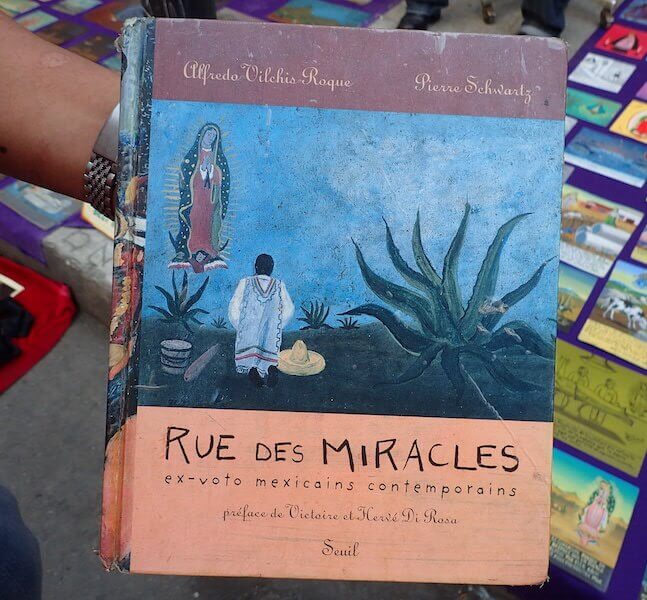 Alfredo Vilchis Roque
Pierre Schwartz
RUE DES MIRACLES
ex-voto mexicains contemporains
préface de Victoire et Hervé Di Rosa
Seuil